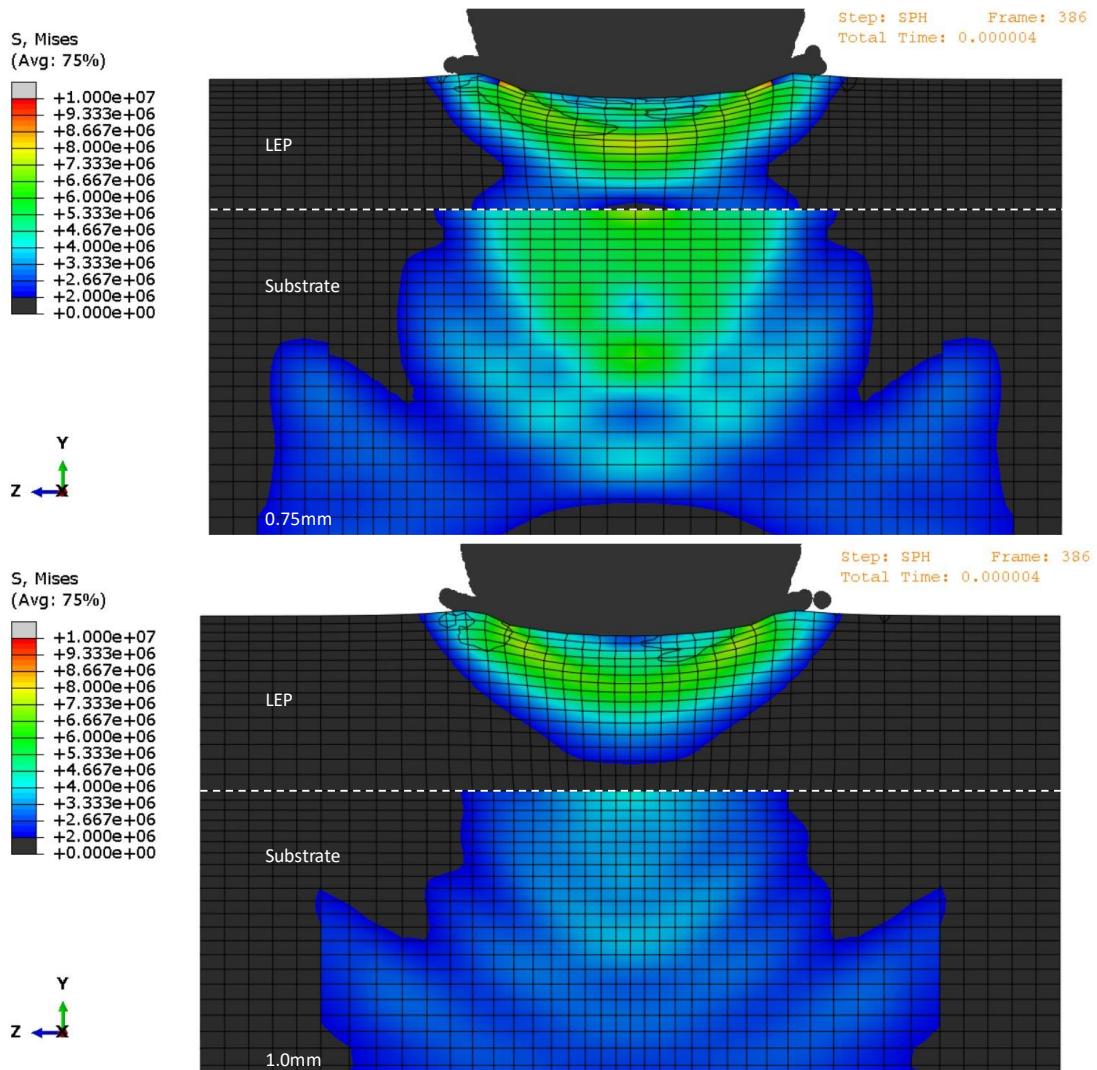 Step: SPH Frame: 386
Total Time: 0.000004
S, Mises
(Avg: 75%)
+1.000e+07
+9.333e+06
+8.667e+06
+8.000e+06
+7.333e+06
+6.667e+06
+6.000e+06
+5.333e+06
+4.667e+06
+4.000e+06
+3.333e+06
+2.667e+06
+2.000e+06
+0.000e+00
LEP
Substrate
Y
Z
X
0.75mm
Step: SPH Frame: 386
Total Time: 0.000004
S, Mises
(Avg: 75%)
+1.000e+07
+9.333e+06
+8.667e+06
+8.000e+06
+7.333e+06
+6.667e+06
+6.000e+06
+5.333e+06
+4.667e+06
+4.000e+06
+3.333e+06
+2.667e+06
+2.000e+06
+0.000e+00
LEP
Substrate
Y
Z
X
1.0mm